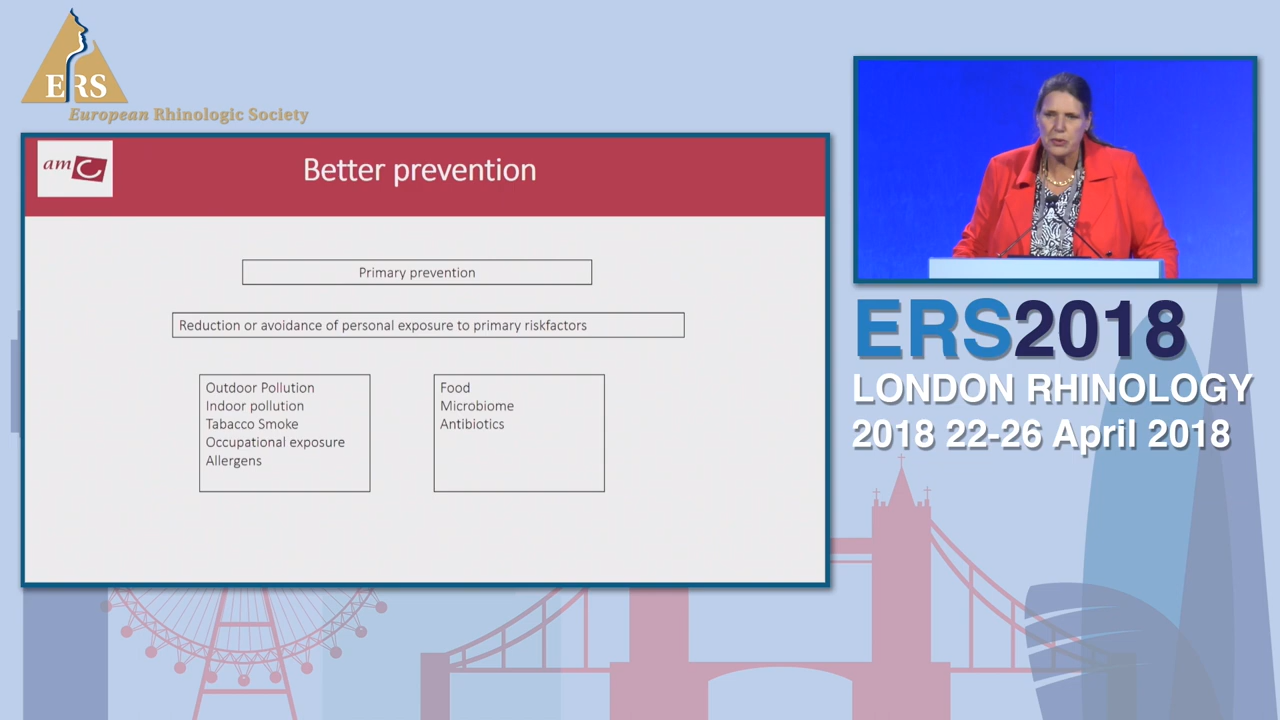 ERS
European Rhinologic Society
amC
Better prevention
Primary prevention
Reduction or avoidance of personal exposure to primary riskfactors
Outdoor Pollution
Indoor pollution
Tabacco Smoke
Occupational exposure
Allergens
Food
Microbiome
Antibiotics
ERS2018
LONDON RHINOLOGY
2018 22-26 April 2018